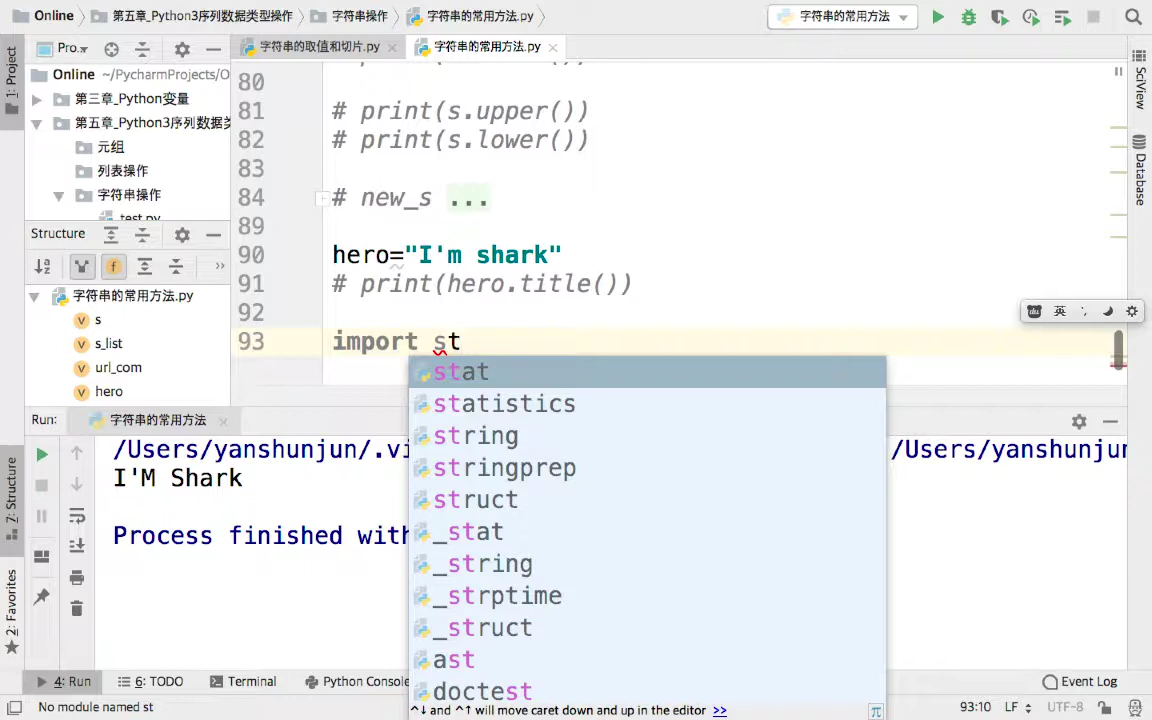 Online 第五章_Python3序列数据类型操作 字符串操作 字符串的常用方法.py 字符串的常用方法
1: Project
Pro..
字符串的取值和切片.py
字符串的常用方法.py
Online ~/PycharmProjects/O
第三章_Python变量
第五章_Python3序列数据类
元组
列表操作
字符串操作
test.py
Structure
字符串的常用方法.py
s
s_list
url_com
hero
80
81 # print(s.upper())
82 # print(s.lower())
83
84 # new_s ...
89
90 hero="I'm shark"
91 # print(hero.title())
92
93 import st
stat
statistics
string
stringprep
struct
_stat
_string
_strptime
_struct
ast
doctest
^↓ and ^↑ will move caret down and up in the editor >>
π
英
SciView
Database
Run: 字符串的常用方法
/Users/yanshunjun/.vi
/Users/yanshunjun
I'M Shark
Process finished with
7: Structure
2: Favorites
4: Run 6: TODO Terminal Python Console Event Log
No module named st 93:10 LF UTF-8